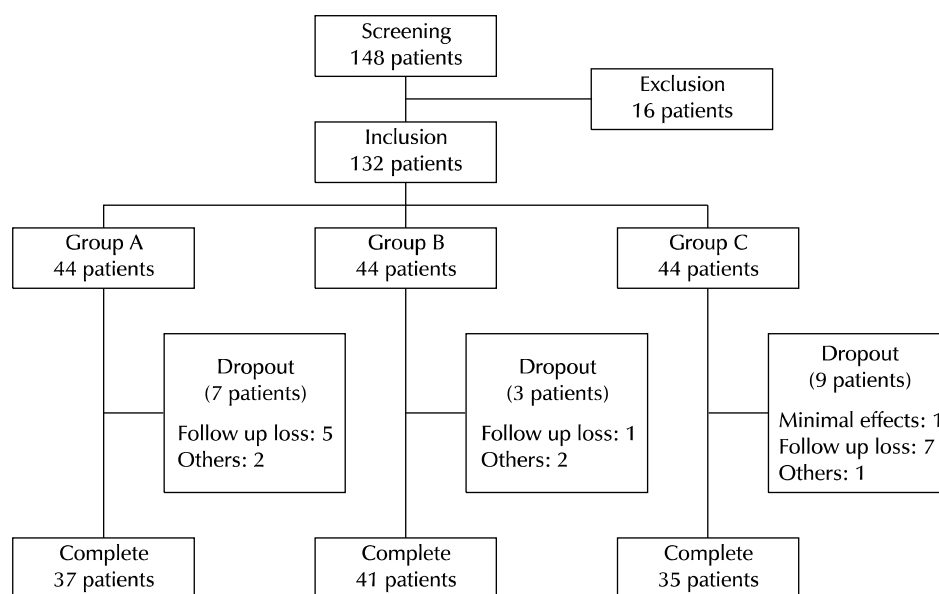 Screening
148 patients
Exclusion
16 patients
Inclusion
132 patients
Group A
44 patients
Group B
44 patients
Group C
44 patients
Dropout
(7 patients)
Follow up loss: 5
Others: 2
Dropout
(3 patients)
Follow up loss: 1
Others: 2
Dropout
(9 patients)
Minimal effects: 1
Follow up loss: 7
Others: 1
Complete
37 patients
Complete
41 patients
Complete
35 patients